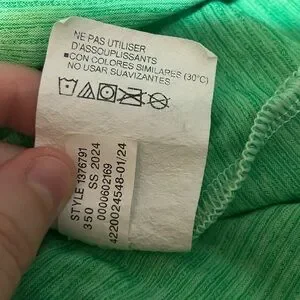 NE PAS UTILISER
D'ASSOUPLISSANTS
■CON COLORES SIMILARES (30°C)
NO USAR SUAVIZANTES.
STYLE 1376791
350 SS 2024
0000602169
4220024548-01/24